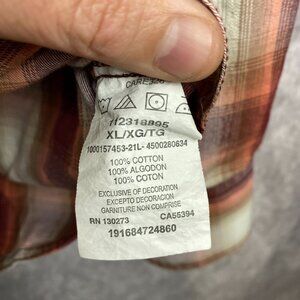 112318895
XL/XG/TG
1000157453-21L- 4500280634
100% COTTON
100% ALGODON
100% COTON
EXCLUSIVE OF DECORATION
EXCEPTO DECORACION
GARNITURE NON COMPRISE
RN 130273 CA55394
191684724860